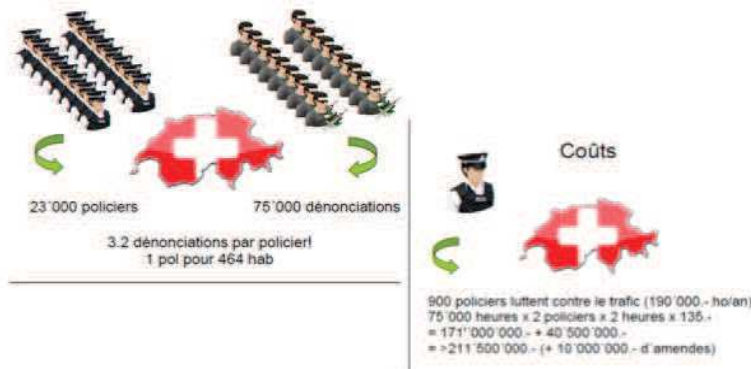 23´000 policiers
75´000 dénonciations
3.2 dénonciations par policier!
1 pol pour 464 hab
Coûts
900 policiers luttent contre le trafic (190´000.- ho/an)
75´000 heures x 2 policiers x 2 heures x 135.-
= 171''000´000.- + 40´500´000.-
= >211´500´000.- (+ 10´000´000.- d´amendes)